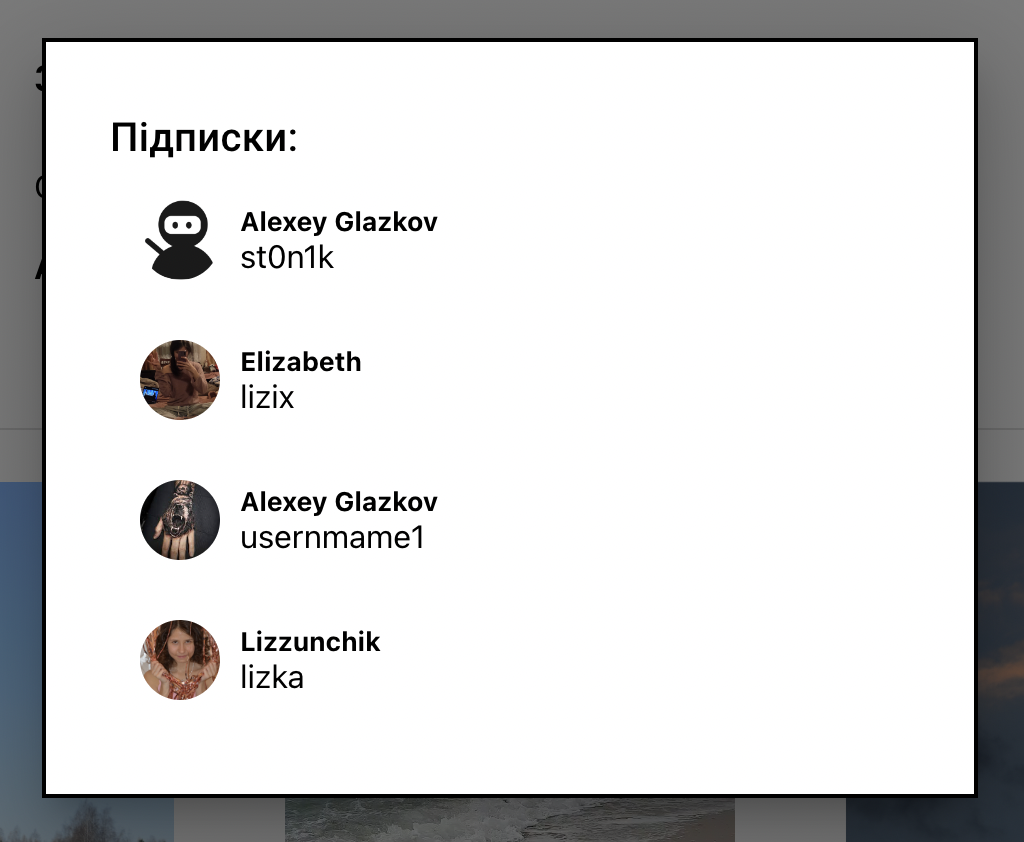 Підписки:
Alexey Glazkov
st0n1k
Elizabeth
lizix
Alexey Glazkov
usernmame1
Lizzunchik
lizka